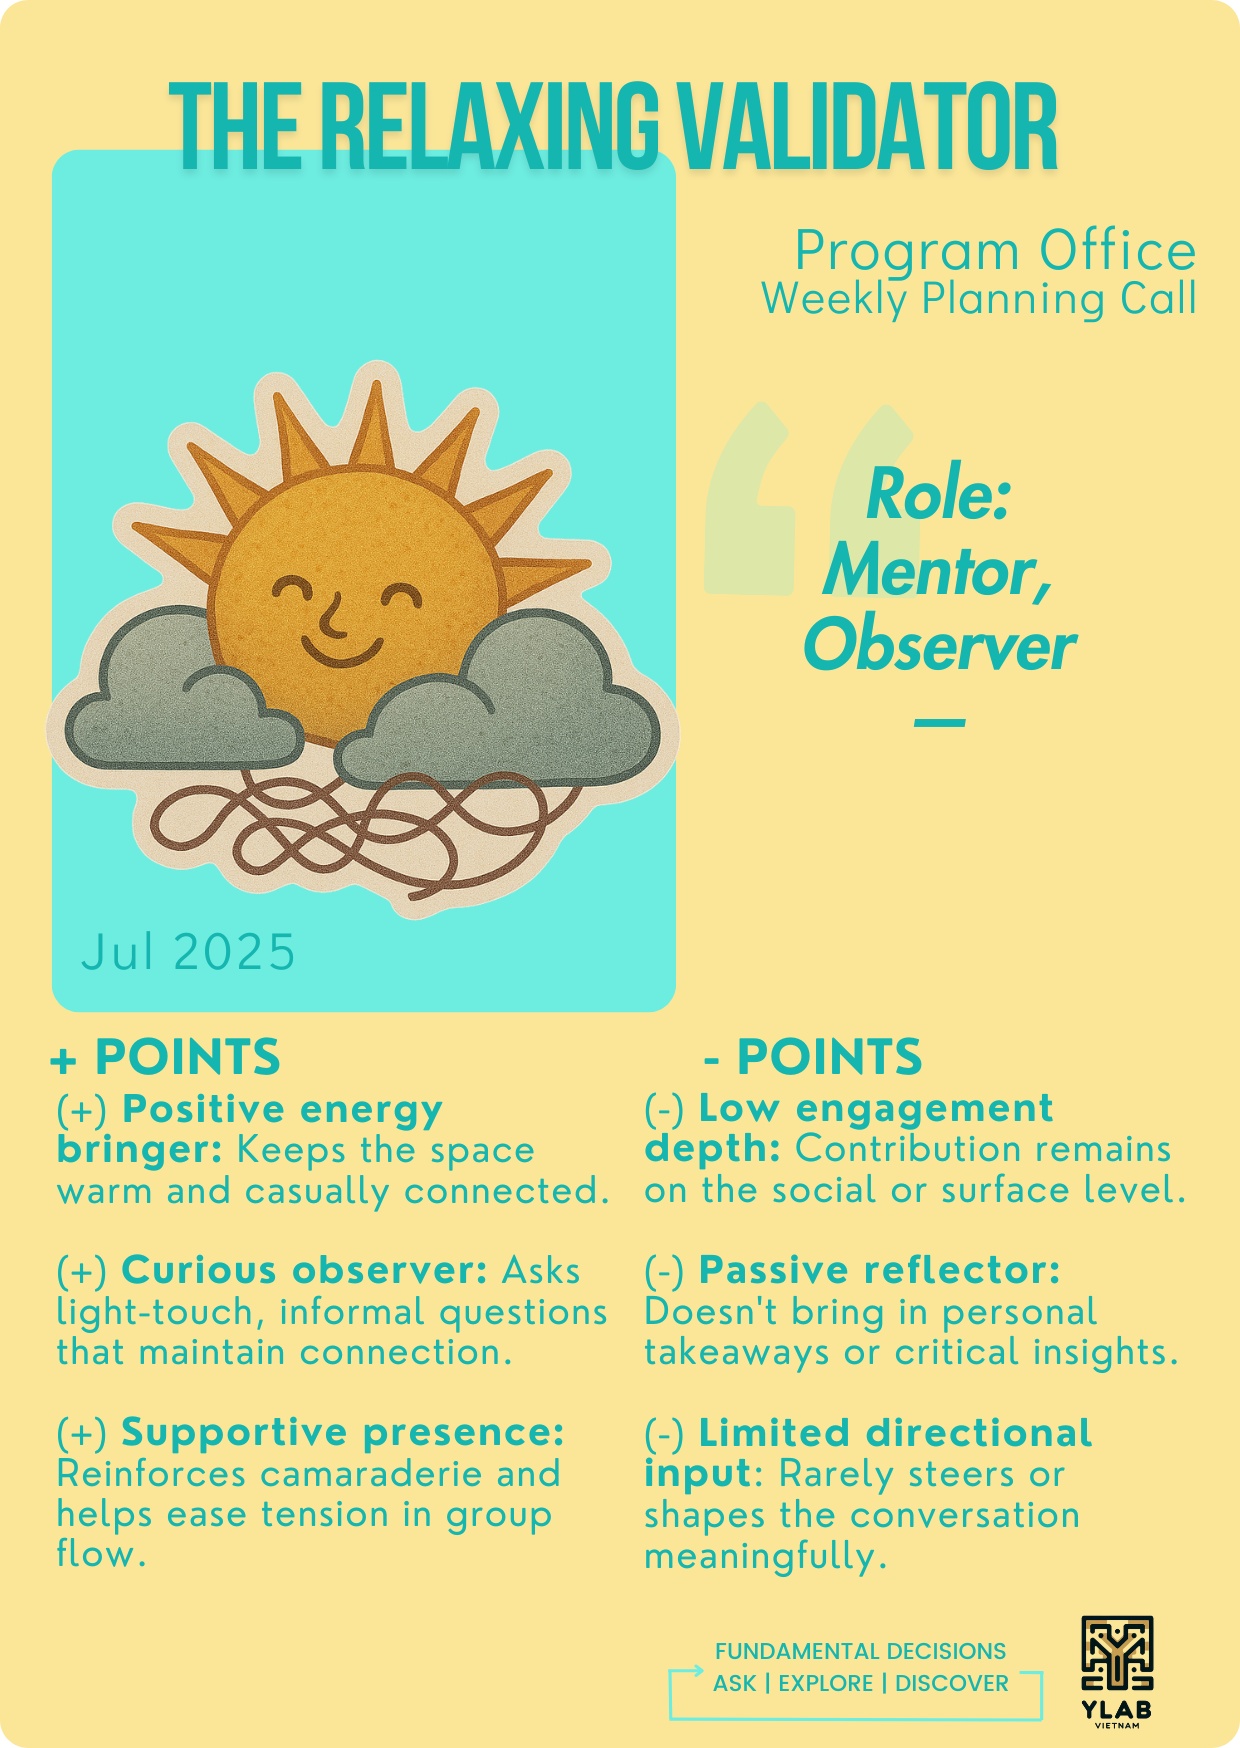 THE RELAXING VALIDATOR
Program Office
Weekly Planning Call
“
Role:
Mentor,
Observer
—
Jul 2025
+ POINTS
(+) Positive energy
bringer: Keeps the space
warm and casually connected.
(+) Curious observer: Asks
light-touch, informal questions
that maintain connection.
(+) Supportive presence:
Reinforces camaraderie and
helps ease tension in group
flow.
- POINTS
(-) Low engagement
depth: Contribution remains
on the social or surface level.
(-) Passive reflector:
Doesn't bring in personal
takeaways or critical insights.
(-) Limited directional
input: Rarely steers or
shapes the conversation
meaningfully.
FUNDAMENTAL DECISIONS
ASK | EXPLORE | DISCOVER
YLAB
VIETNAM